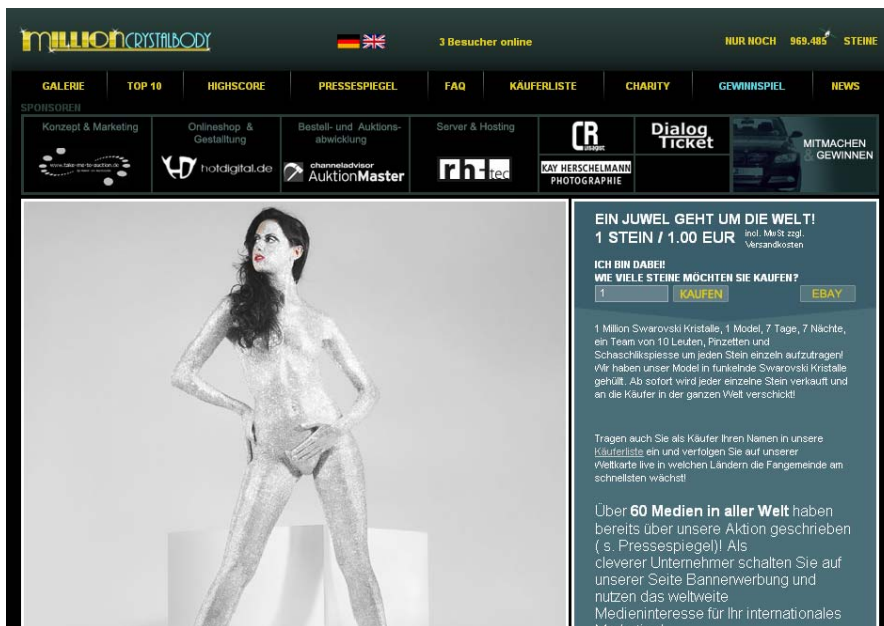 MILLIONCRYSTALBODY
3 Besucher online
NUR NOCH 969.485 STEINE
GALERIE TOP 10 HIGHSCORE PRESSESPIEGEL FAQ KÄUFERLISTE CHARITY GEWINNSPIEL NEWS
SPONSOREN
Konzept & Marketing
www.take-me-to-auction.de
Onlineshop &
Gestalltung
hotdigital.de
Bestell- und Auktions-
abwicklung
channeladvisor
AuktionMaster
Server & Hosting
rh-tec
CR
KAY HERSCHELMANN
PHOTOGRAPHIE
Dialog
Ticket
MITMACHEN
& GEWINNEN
EIN JUWEL GEHT UM DIE WELT!
1 STEIN / 1.00 EUR incl. MwSt zzgl.
Versandkosten
ICH BIN DABEI!
WIE VIELE STEINE MÖCHTEN SIE KAUFEN?
1 KAUFEN EBAY
1 Million Swarovski Kristalle, 1 Model, 7 Tage, 7 Nächte,
ein Team von 10 Leuten, Pinzetten und
Schaschlikspiesse um jeden Stein einzeln aufzutragen!
Wir haben unser Model in funkelnde Swarovski Kristalle
gehüllt. Ab sofort wird jeder einzelne Stein verkauft und
an die Käufer in der ganzen Welt verschickt!
Tragen auch Sie als Käufer Ihren Namen in unsere
Käuferliste ein und verfolgen Sie auf unserer
Weltkarte live in welchen Ländern die Fangemeinde am
schnellsten wächst!
Über 60 Medien in aller Welt haben
bereits über unsere Aktion geschrieben
( s. Pressespiegel)! Als
cleverer Unternehmer schalten Sie auf
unserer Seite Bannerwerbung und
nutzen das weltweite
Medieninteresse für Ihr internationales